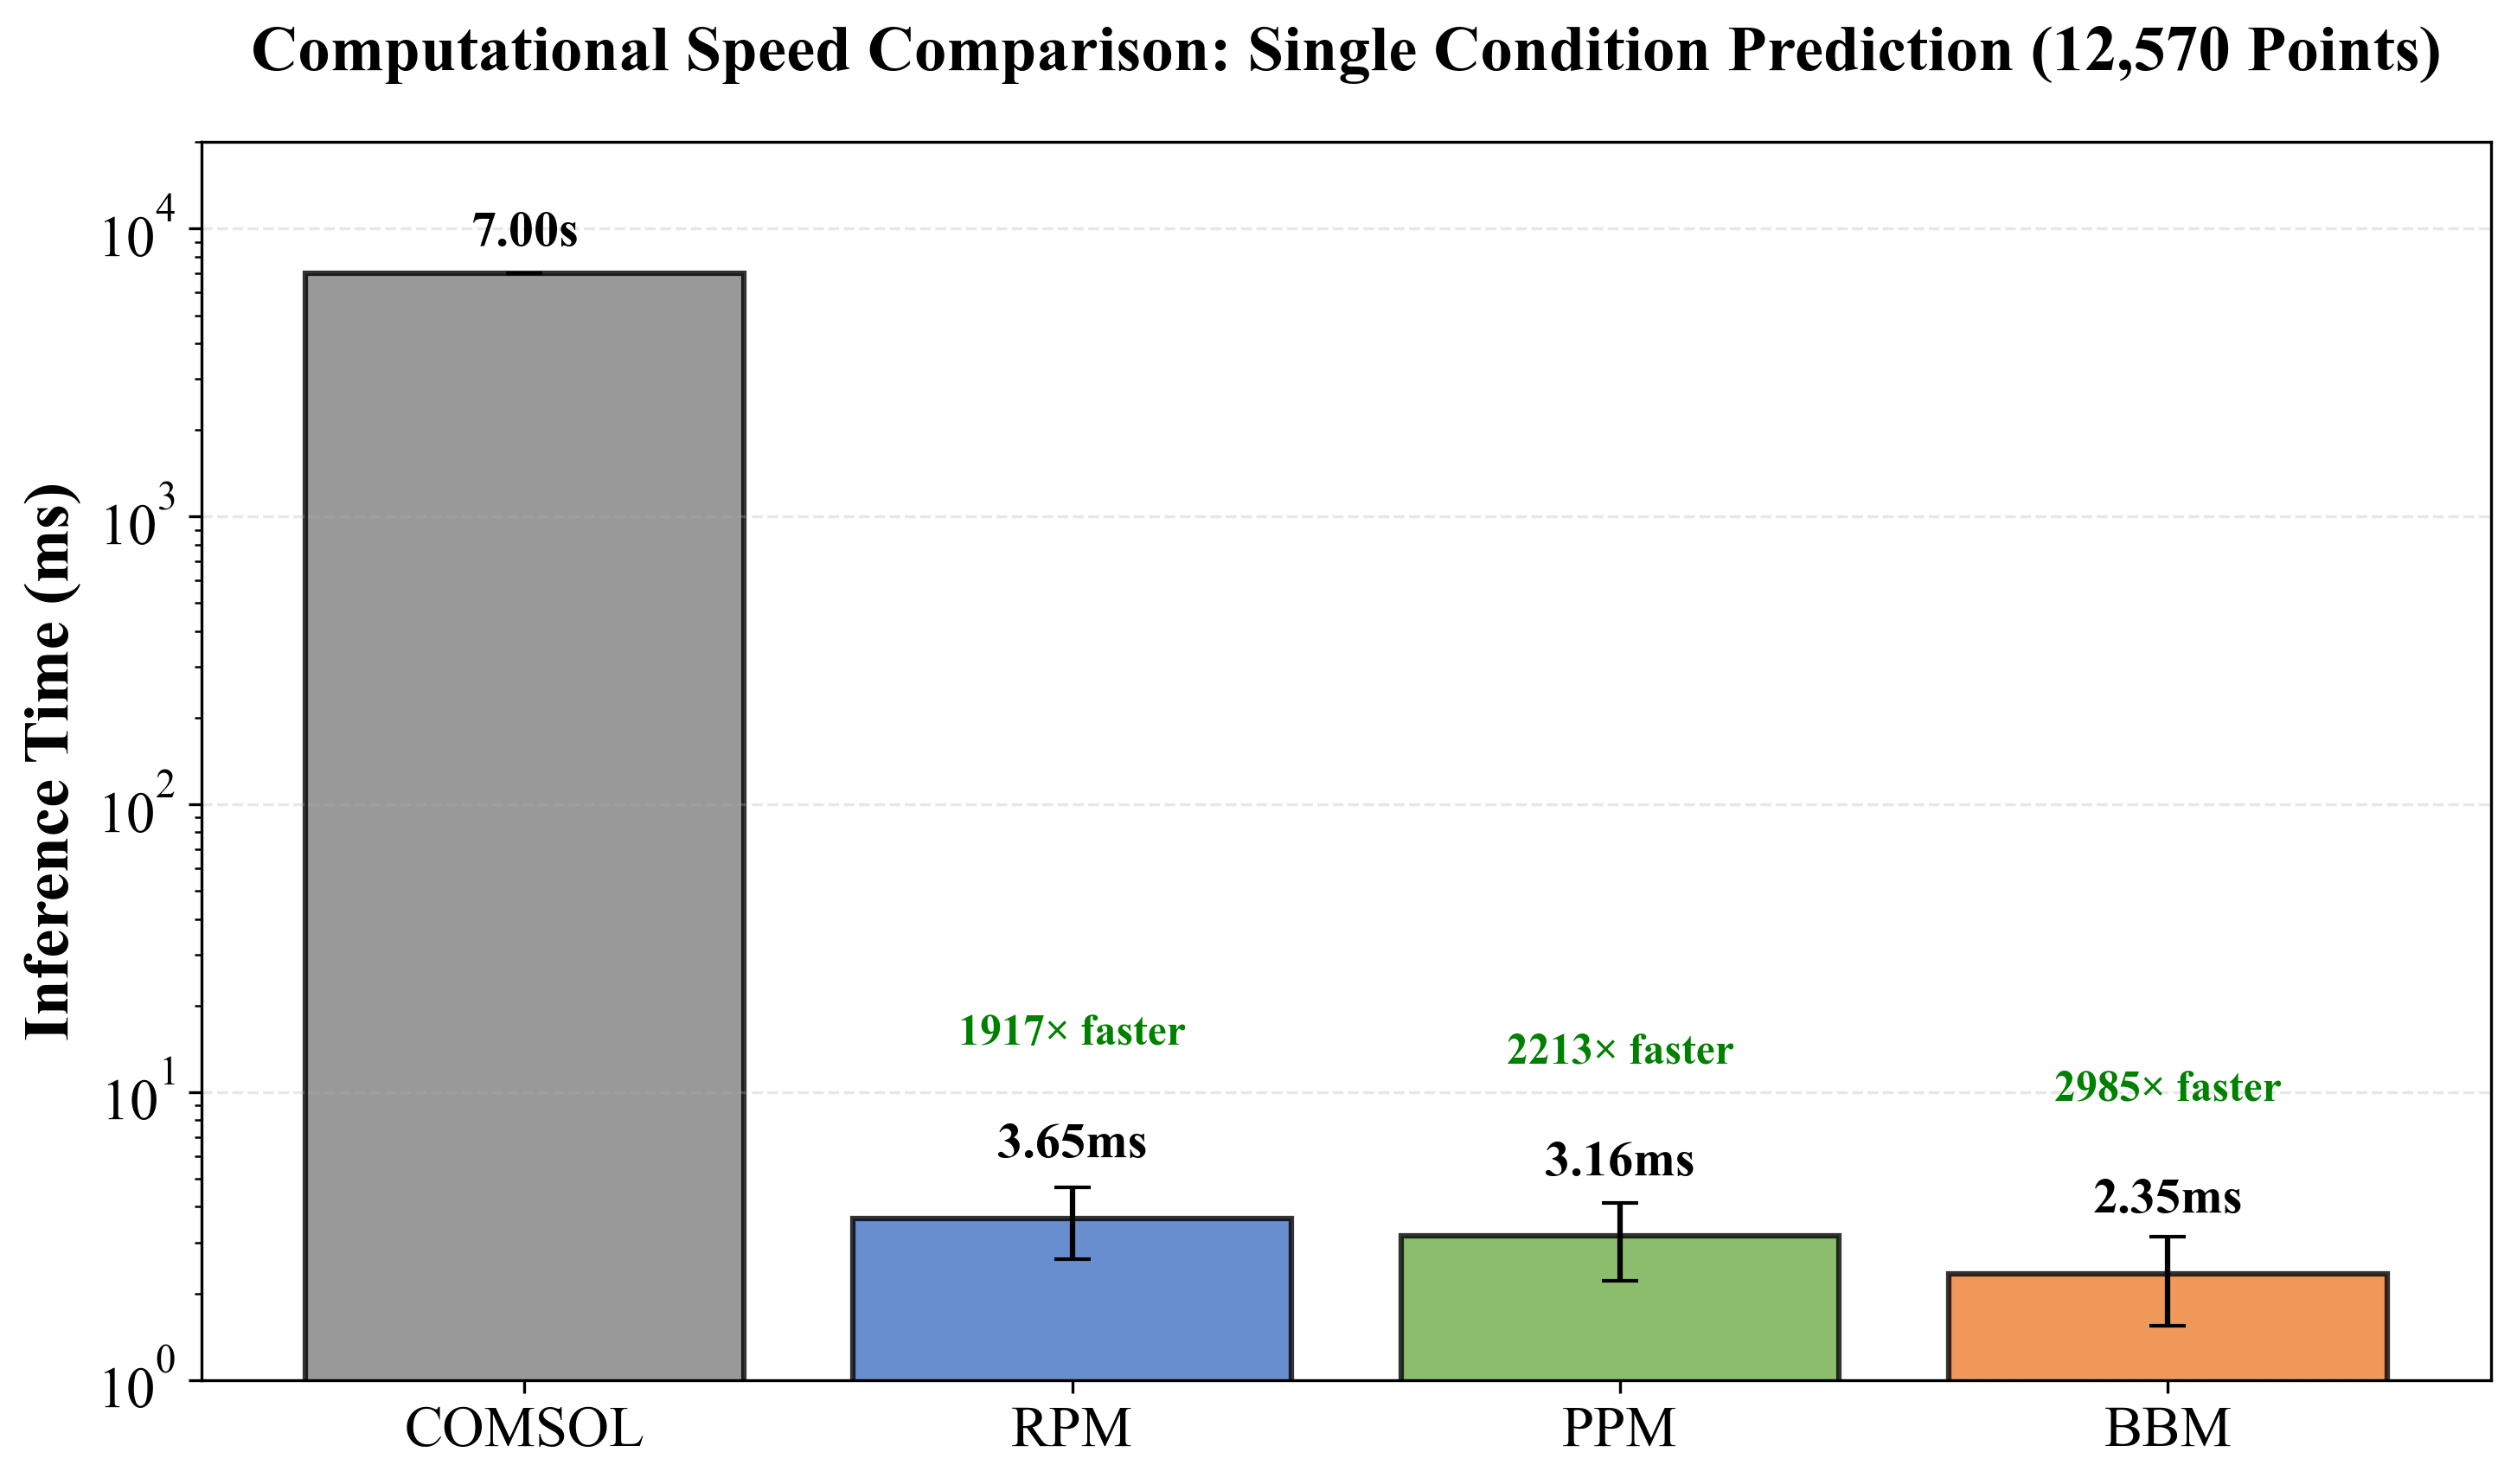 Computational Speed Comparison: Single Condition Prediction (12,570 Points)
Inference Time (ms)
10^4
10^3
10^2
10^1
10^0
7.00s
1917× faster
3.65ms
2213× faster
3.16ms
2985× faster
2.35ms
COMSOL
RPM
PPM
BBM